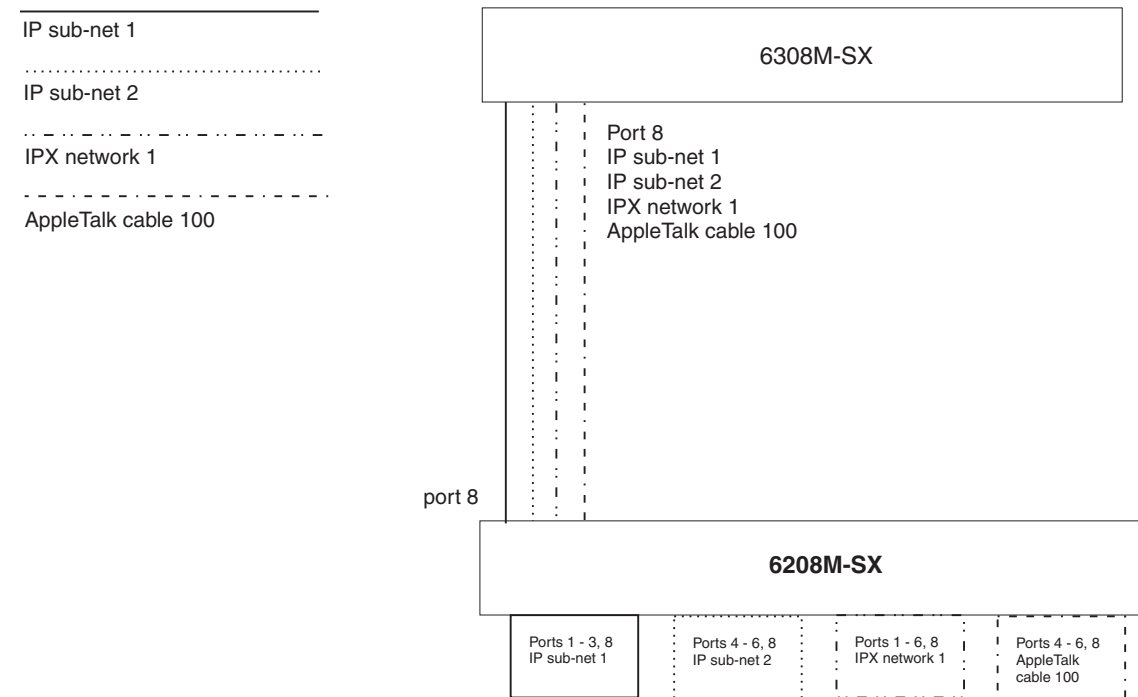 IP sub-net 1
IP sub-net 2
IPX network 1
AppleTalk cable 100
6308M-SX
Port 8
IP sub-net 1
IP sub-net 2
IPX network 1
AppleTalk cable 100
port 8
6208M-SX
Ports 1 - 3, 8
IP sub-net 1
Ports 4 - 6, 8
IP sub-net 2
Ports 1 - 6, 8
IPX network 1
Ports 4 - 6, 8
AppleTalk
cable 100